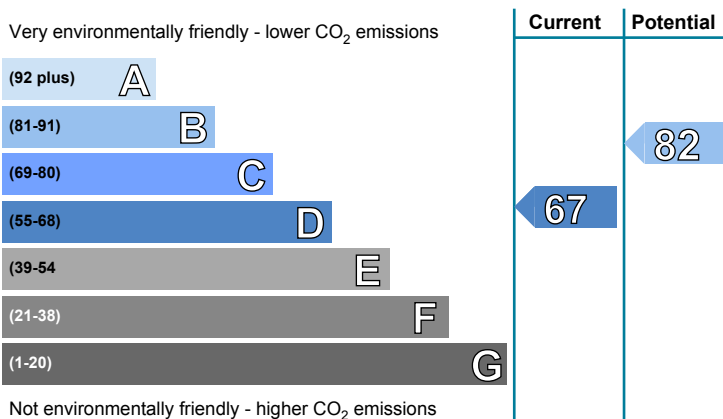 Very environmentally friendly - lower CO2 emissions
Current
Potential
(92 plus) A
(81-91) B
(69-80) C
(55-68) D
(39-54 E
(21-38) F
(1-20) G
82
67
Not environmentally friendly - higher CO2 emissions